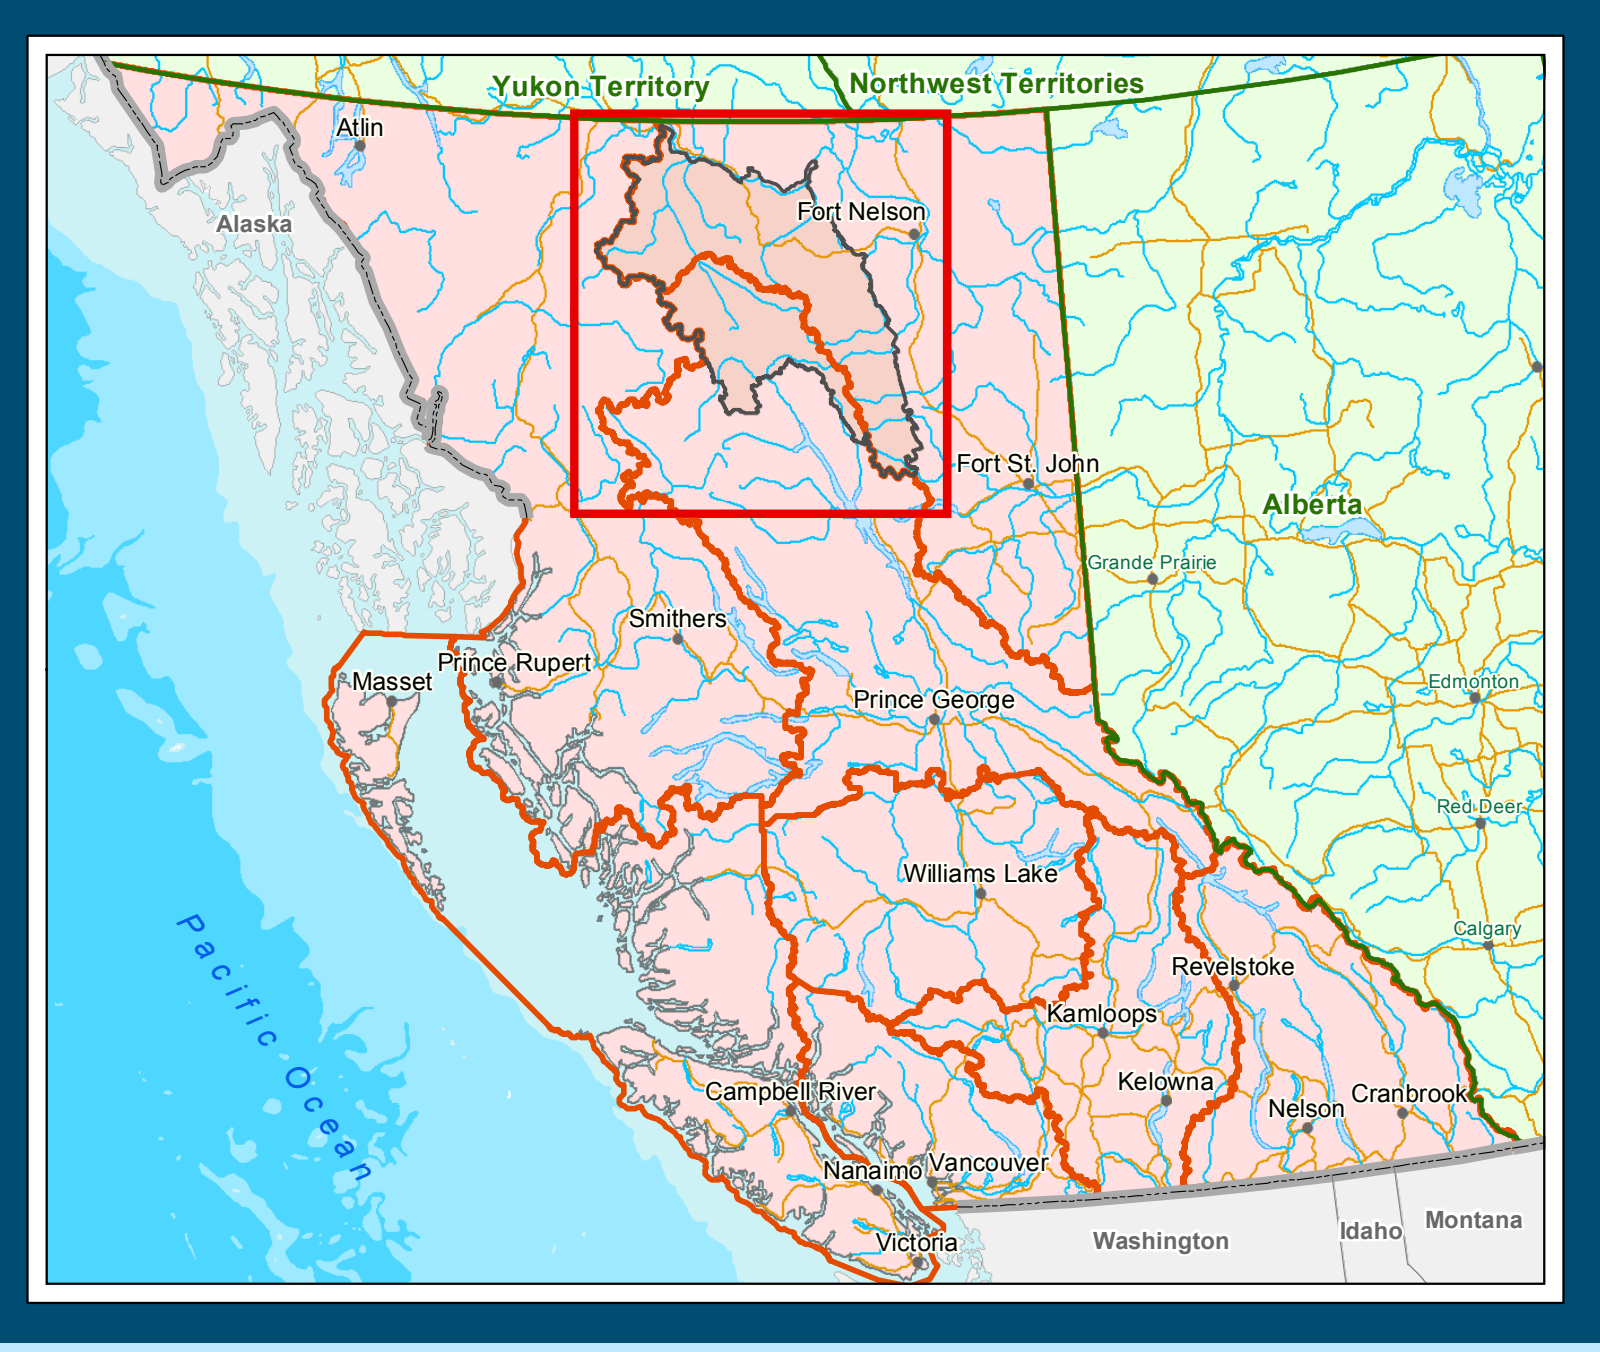 Yukon Territory
Northwest Territories
Atlin
Alaska
Fort Nelson
Fort St. John
Alberta
Grande Prairie
Smithers
Prince Rupert
Masset
Edmonton
Prince George
Red Deer
Williams Lake
Calgary
Pacific Ocean
Revelstoke
Kamloops
Kelowna
Campbell River
Cranbrook
Nelson
Nanaimo
Vancouver
Victoria
Washington
Idaho
Montana